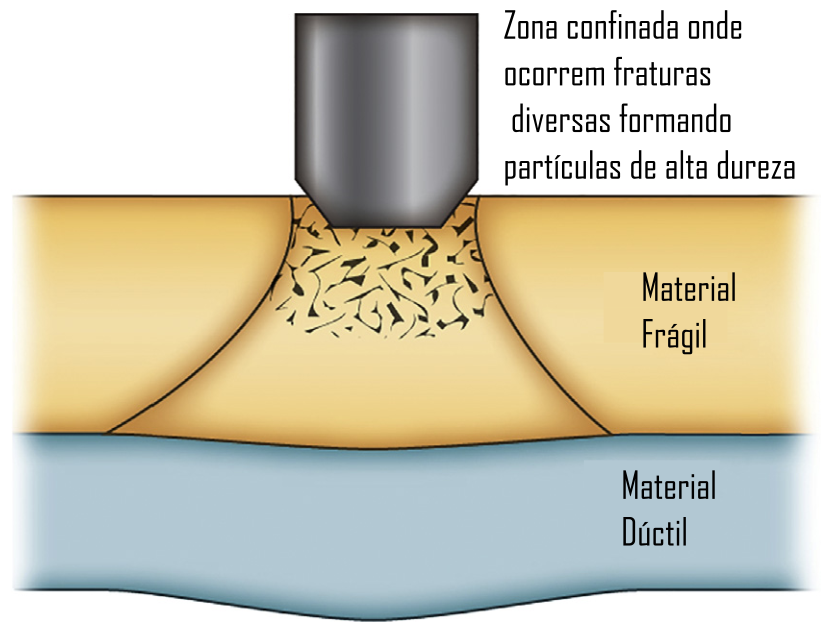 Zona confinada onde
ocorrem fraturas
diversas formando
partículas de alta dureza
Material
Frágil
Material
Dúctil